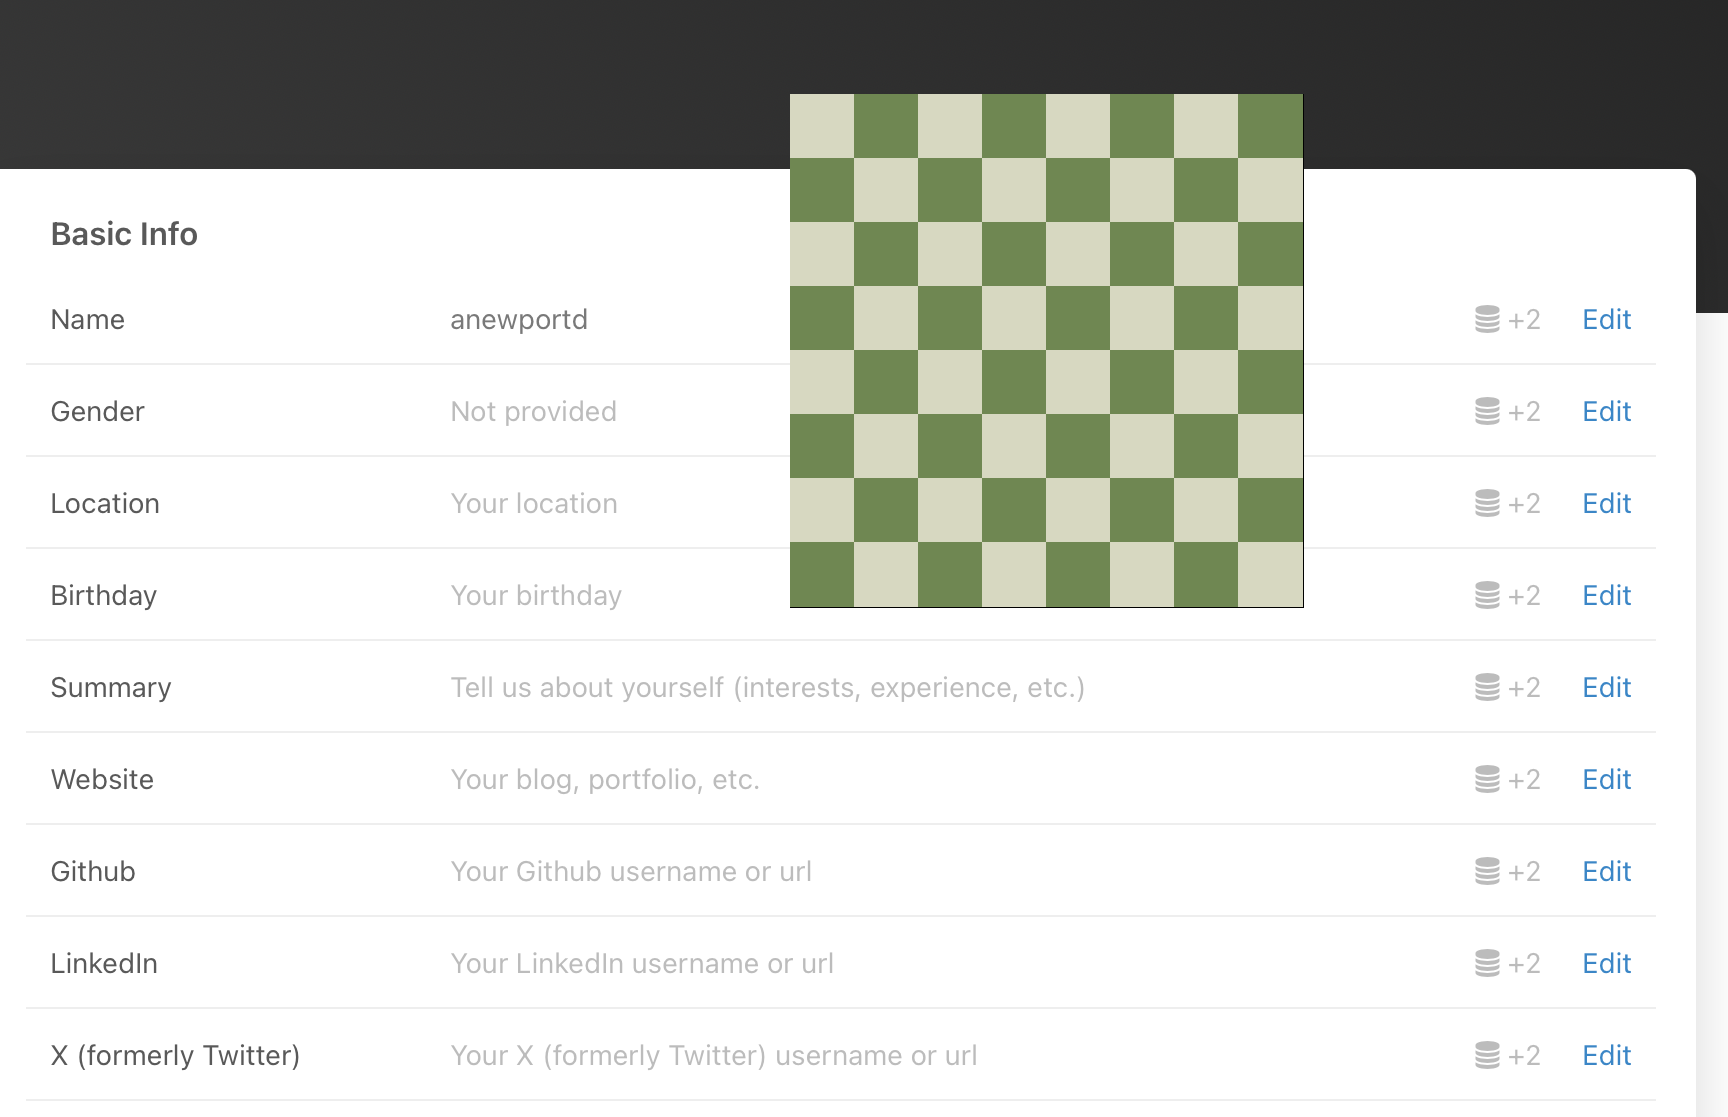 Basic Info
Name anewportd +2 Edit
Gender Not provided +2 Edit
Location Your location +2 Edit
Birthday Your birthday +2 Edit
Summary Tell us about yourself (interests, experience, etc.) +2 Edit
Website Your blog, portfolio, etc. +2 Edit
Github Your Github username or url +2 Edit
LinkedIn Your LinkedIn username or url +2 Edit
X (formerly Twitter) Your X (formerly Twitter) username or url +2 Edit